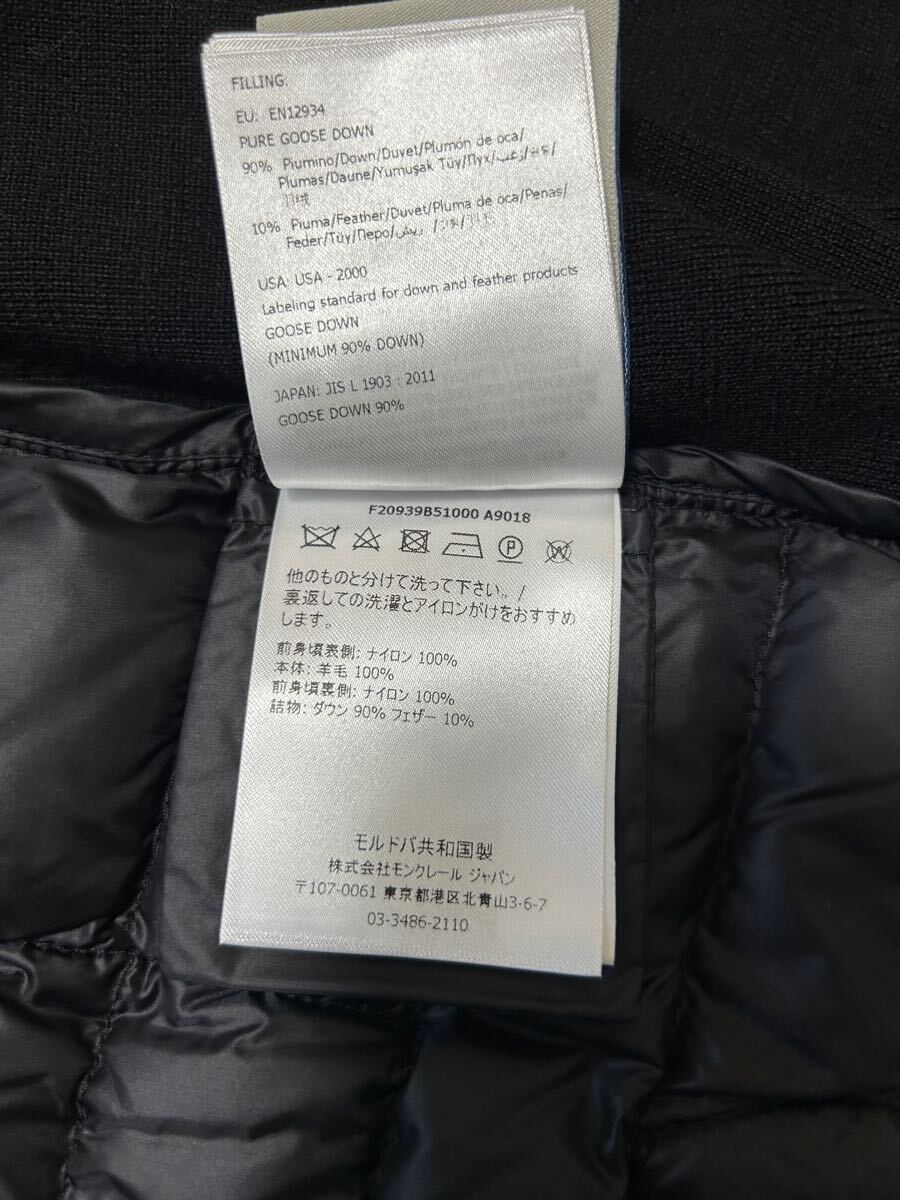 FILLING:
EU: EN12934
PURE GOOSE DOWN
90% Piumino/Down/Duvet/Plumón de oca/
Plumas/Daune/Yumuşak Tüy/Пух/زغب/
羽绒
10% Piuma/Feather/Duvet/Pluma de oca/Penas/
Feder/Tüy/Перо/ريش/
USA: USA - 2000
Labeling standard for down and feather products
GOOSE DOWN
(MINIMUM 90% DOWN)
JAPAN: JIS L 1903 : 2011
GOOSE DOWN 90%
F20939B51000 A9018
P
W
他のものと分けて洗って下さい。/
裏返しての洗濯とアイロンがけをおすすめ
します。
前身頃表側: ナイロン 100%
本体: 羊毛 100%
前身頃裏側: ナイロン 100%
詰物: ダウン 90% フェザー 10%
モルドバ共和国製
株式会社モンクレール ジャパン
〒107-0061 東京都港区北青山3-6-7
03-3486-2110